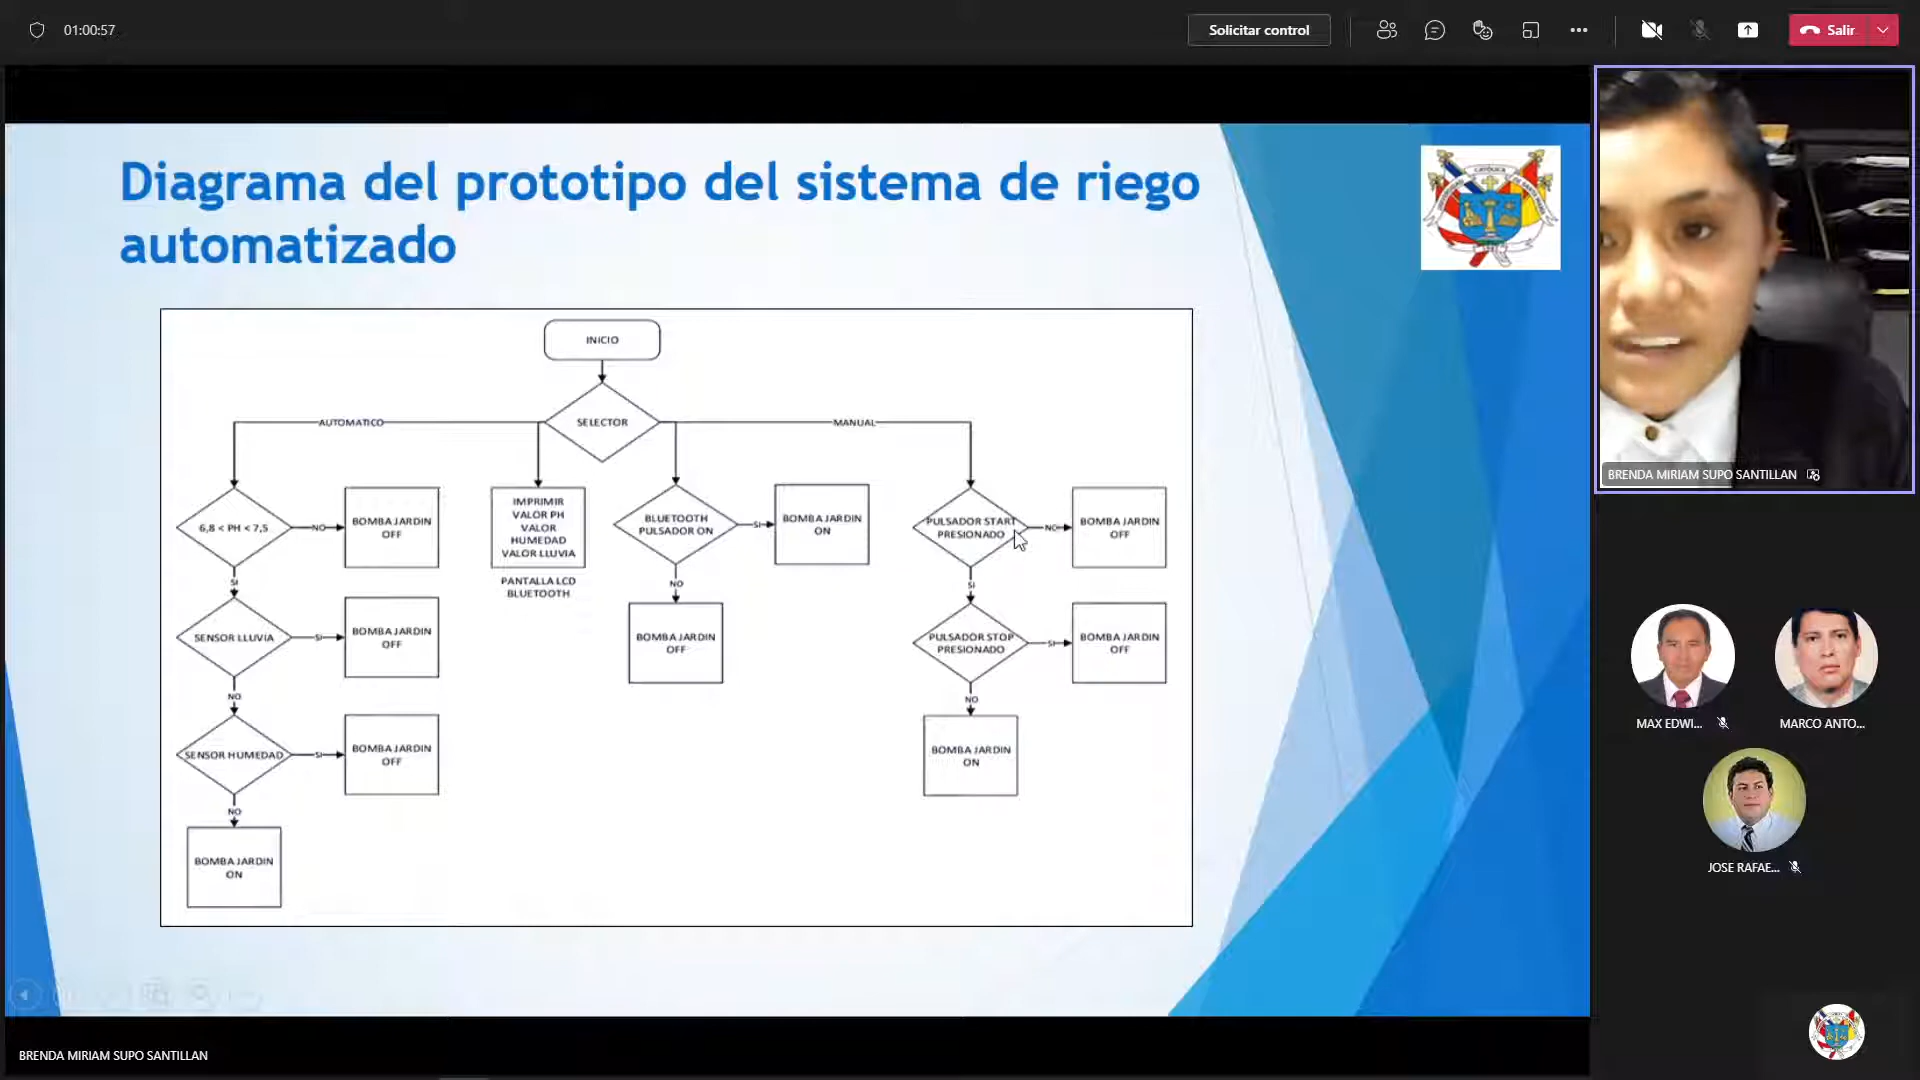 01:00:57
Solicitar control
Salir
Diagrama del prototipo del sistema de riego
automatizado
INICIO
SELECTOR
AUTOMATICO
MANUAL
6,8 < PH < 7,5
NO
BOMBA JARDIN
OFF
IMPRIMIR
VALOR PH
VALOR
HUMEDAD
VALOR LLUVIA
PANTALLA LCD
BLUETOOTH
BLUETOOTH
PULSADOR ON
SI
BOMBA JARDIN
ON
PULSADOR START
PRESIONADO
NO
BOMBA JARDIN
OFF
SI
NO
SI
SENSOR LLUVIA
SI
BOMBA JARDIN
OFF
BOMBA JARDIN
OFF
PULSADOR STOP
PRESIONADO
SI
BOMBA JARDIN
OFF
NO
NO
SENSOR HUMEDAD
SI
BOMBA JARDIN
OFF
BOMBA JARDIN
ON
NO
BOMBA JARDIN
ON
BRENDA MIRIAM SUPO SANTILLAN
MAX EDWI...
MARCO ANTO...
JOSE RAFAE...
BRENDA MIRIAM SUPO SANTILLAN